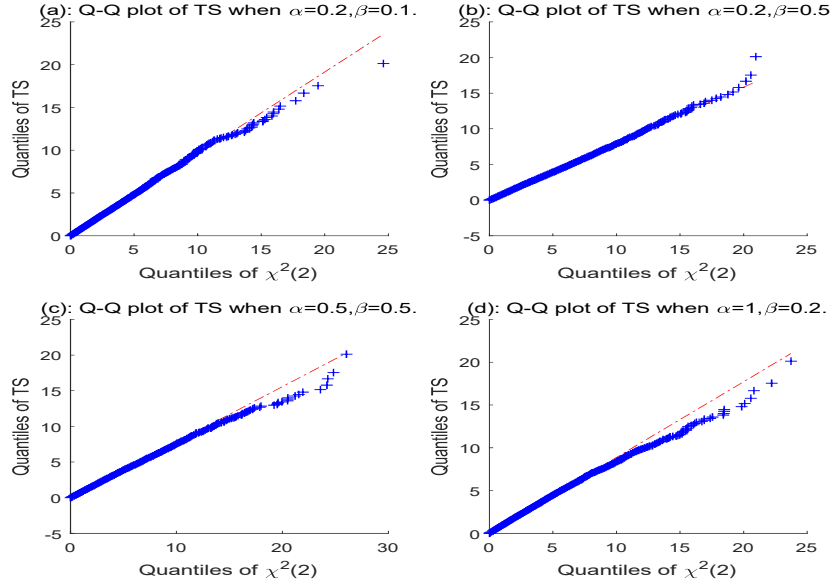 (a): Q-Q plot of TS when α=0.2,β=0.1.
25
20
15
10
5
0
Quantiles of TS
0 5 10 15 20 25
Quantiles of χ²(2)
(b): Q-Q plot of TS when α=0.2,β=0.5
25
20
15
10
5
0
-5
Quantiles of TS
0 5 10 15 20 25
Quantiles of χ²(2)
(c): Q-Q plot of TS when α=0.5,β=0.5.
25
20
15
10
5
0
-5
Quantiles of TS
0 10 20 30
Quantiles of χ²(2)
(d): Q-Q plot of TS when α=1,β=0.2.
25
20
15
10
5
0
Quantiles of TS
0 5 10 15 20 25
Quantiles of χ²(2)